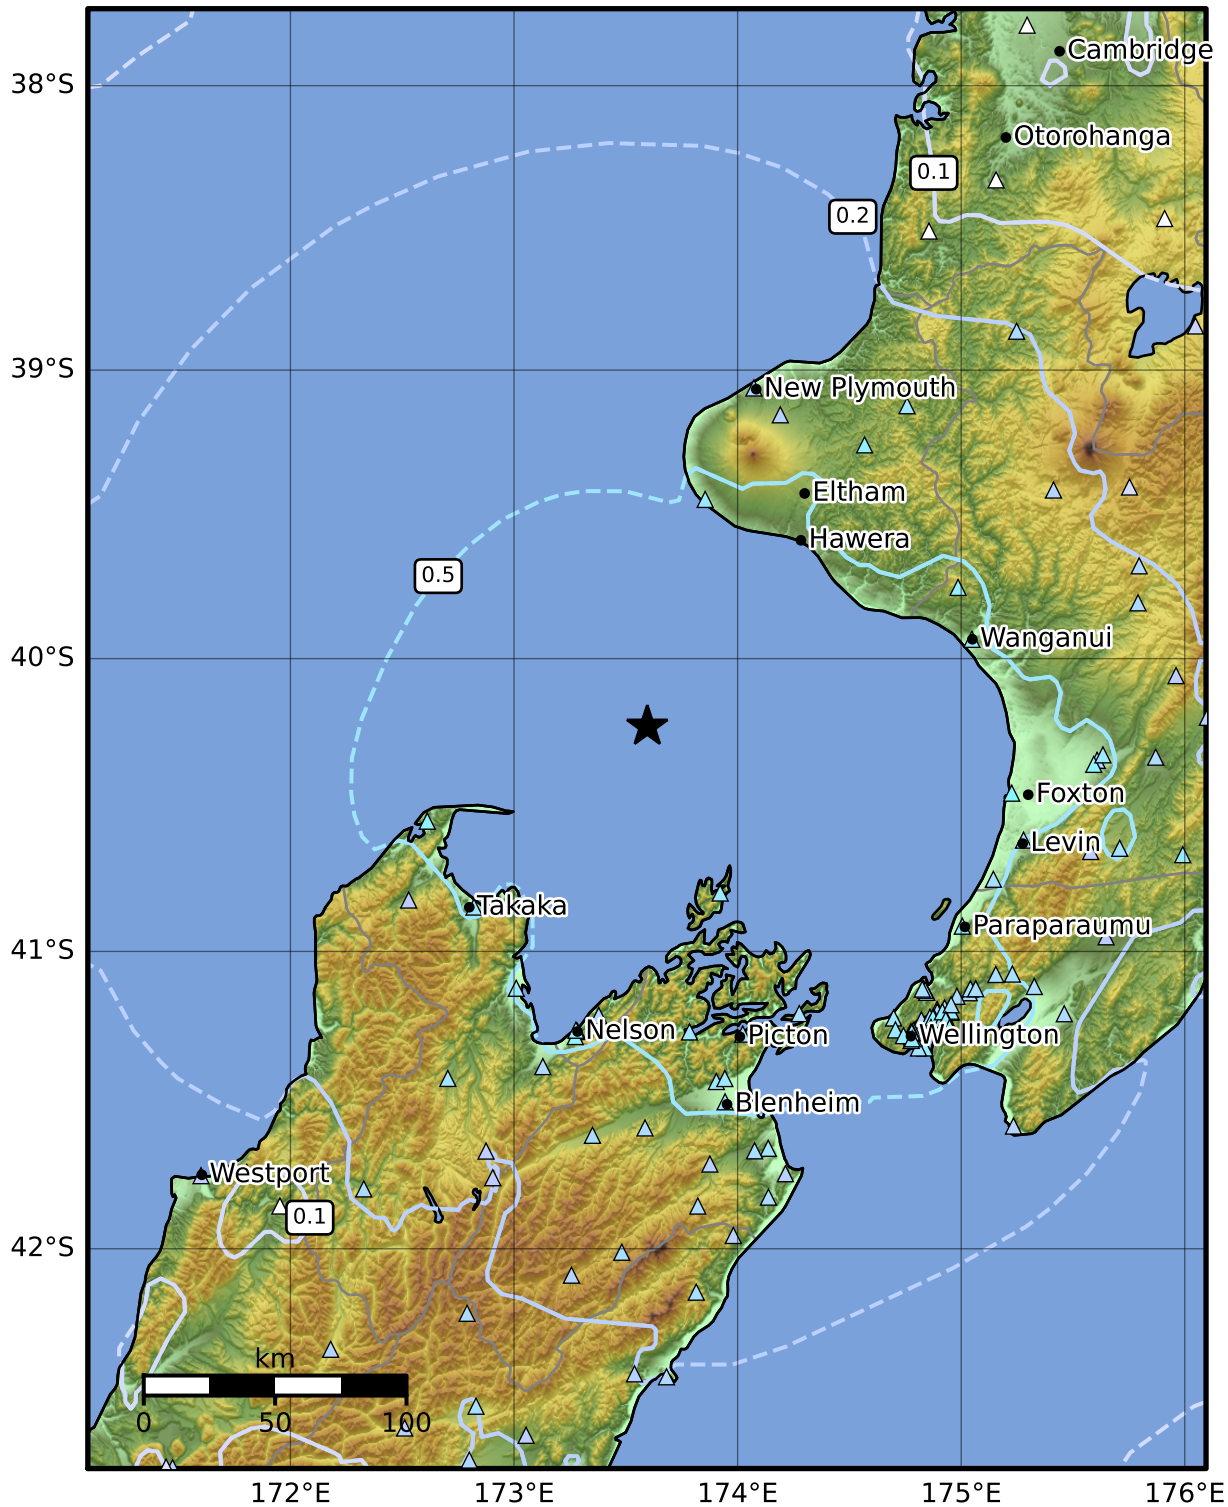 Cambridge
38°S
Otorohanga
0.1
0.2
39°S
New Plymouth
Eltham
Hawera
0.5
Wanganui
40°S
Foxton
Levin
Takaka
Paraparaumu
41°S
Nelson
Picton
Wellington
Blenheim
Westport
0.1
42°S
km
0 50 100
172°E 173°E 174°E 175°E 176°E